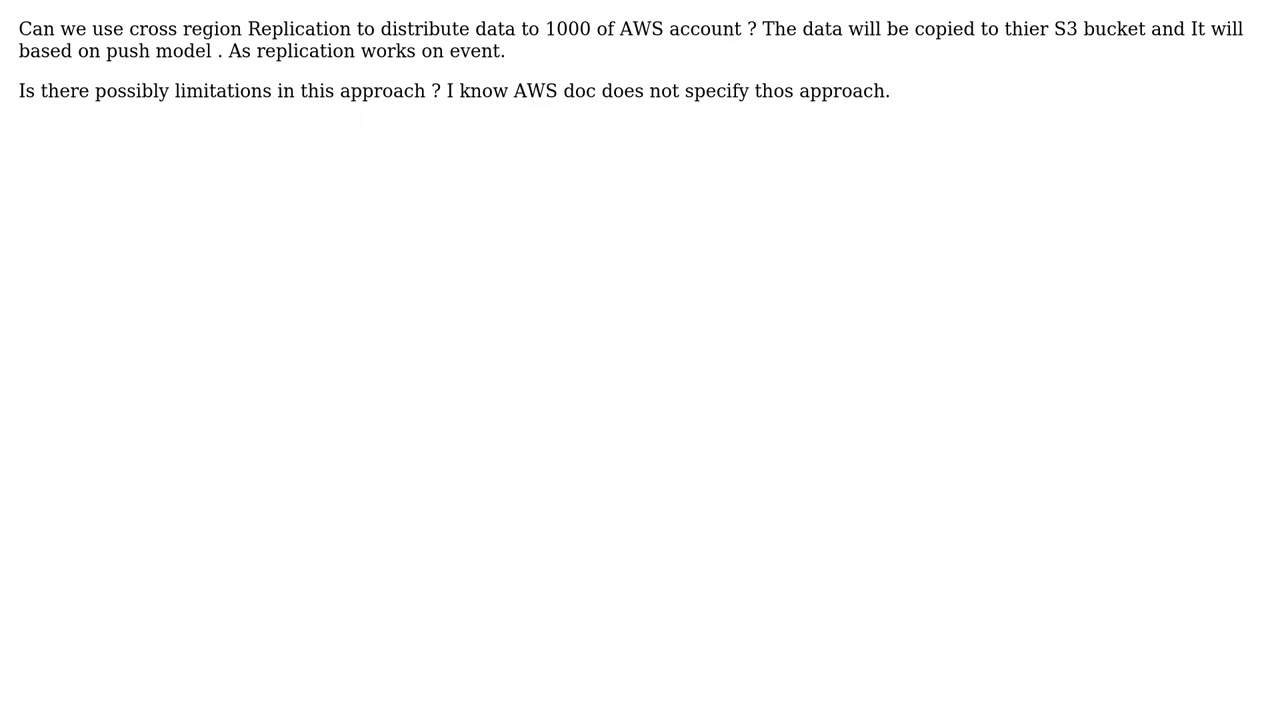 Can we use cross region Replication to distribute data to 1000 of AWS account ? The data will be copied to thier S3 bucket and It will
based on push model . As replication works on event.
Is there possibly limitations in this approach ? I know AWS doc does not specify thos approach.